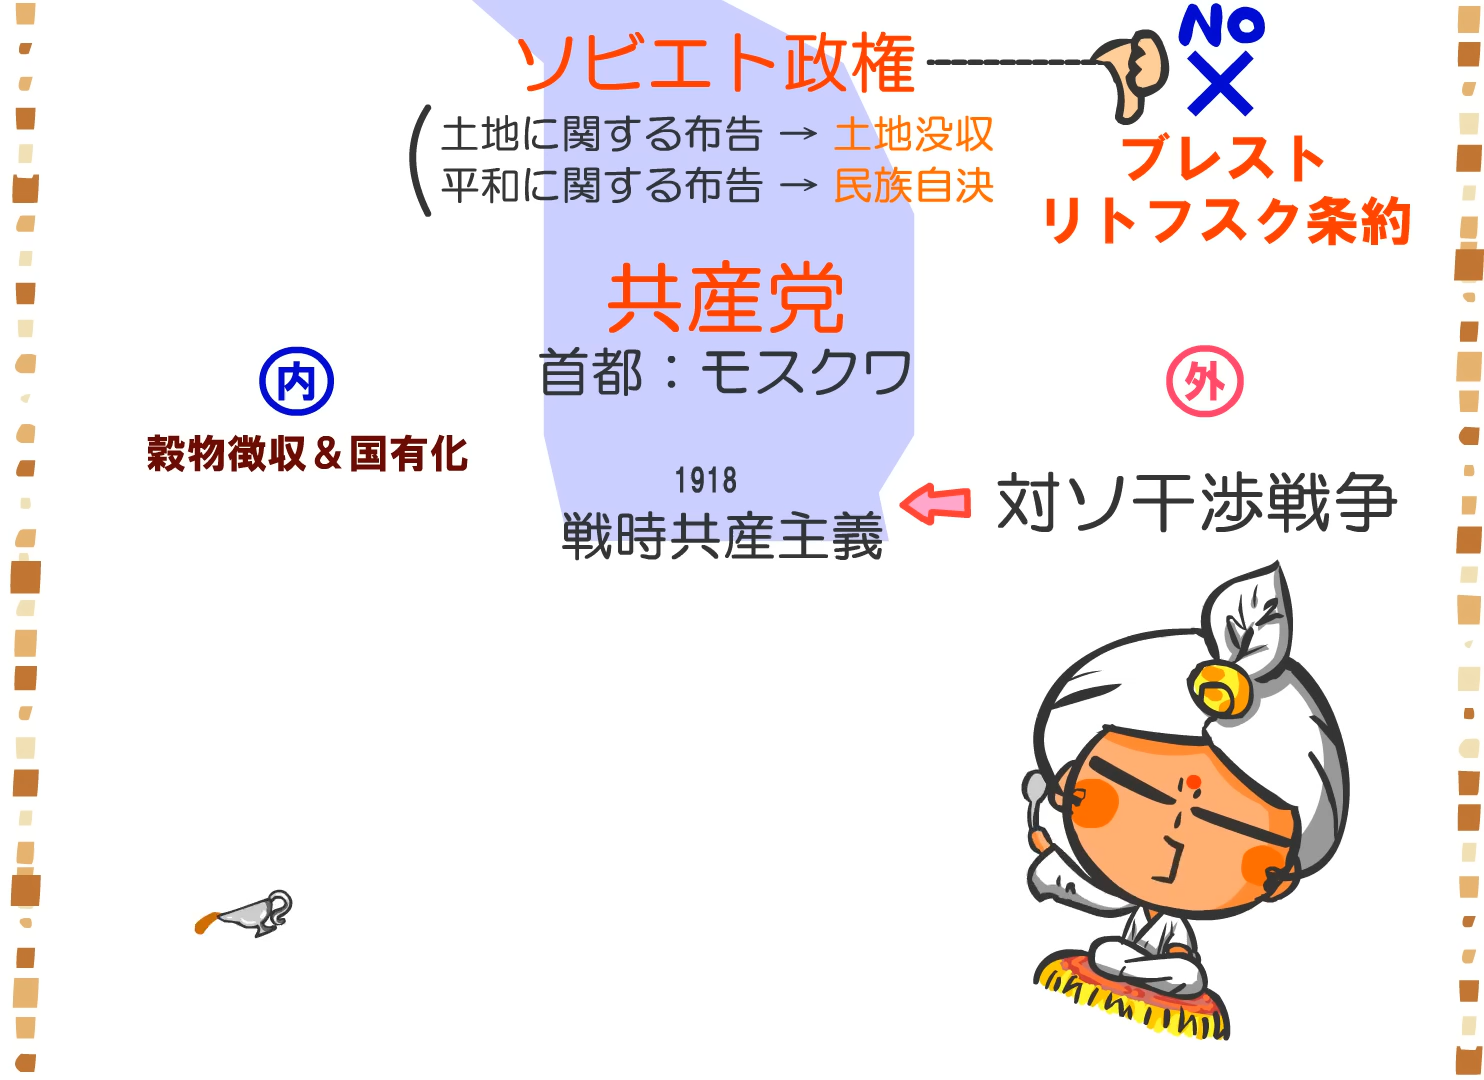 NO
ソビエト政権
土地に関する布告 → 土地没収
平和に関する布告 → 民族自決
ブレスト
リトフスク条約
共産党
首都：モスクワ
内
穀物徴収＆国有化
外
対ソ干渉戦争
1918
戦時共産主義